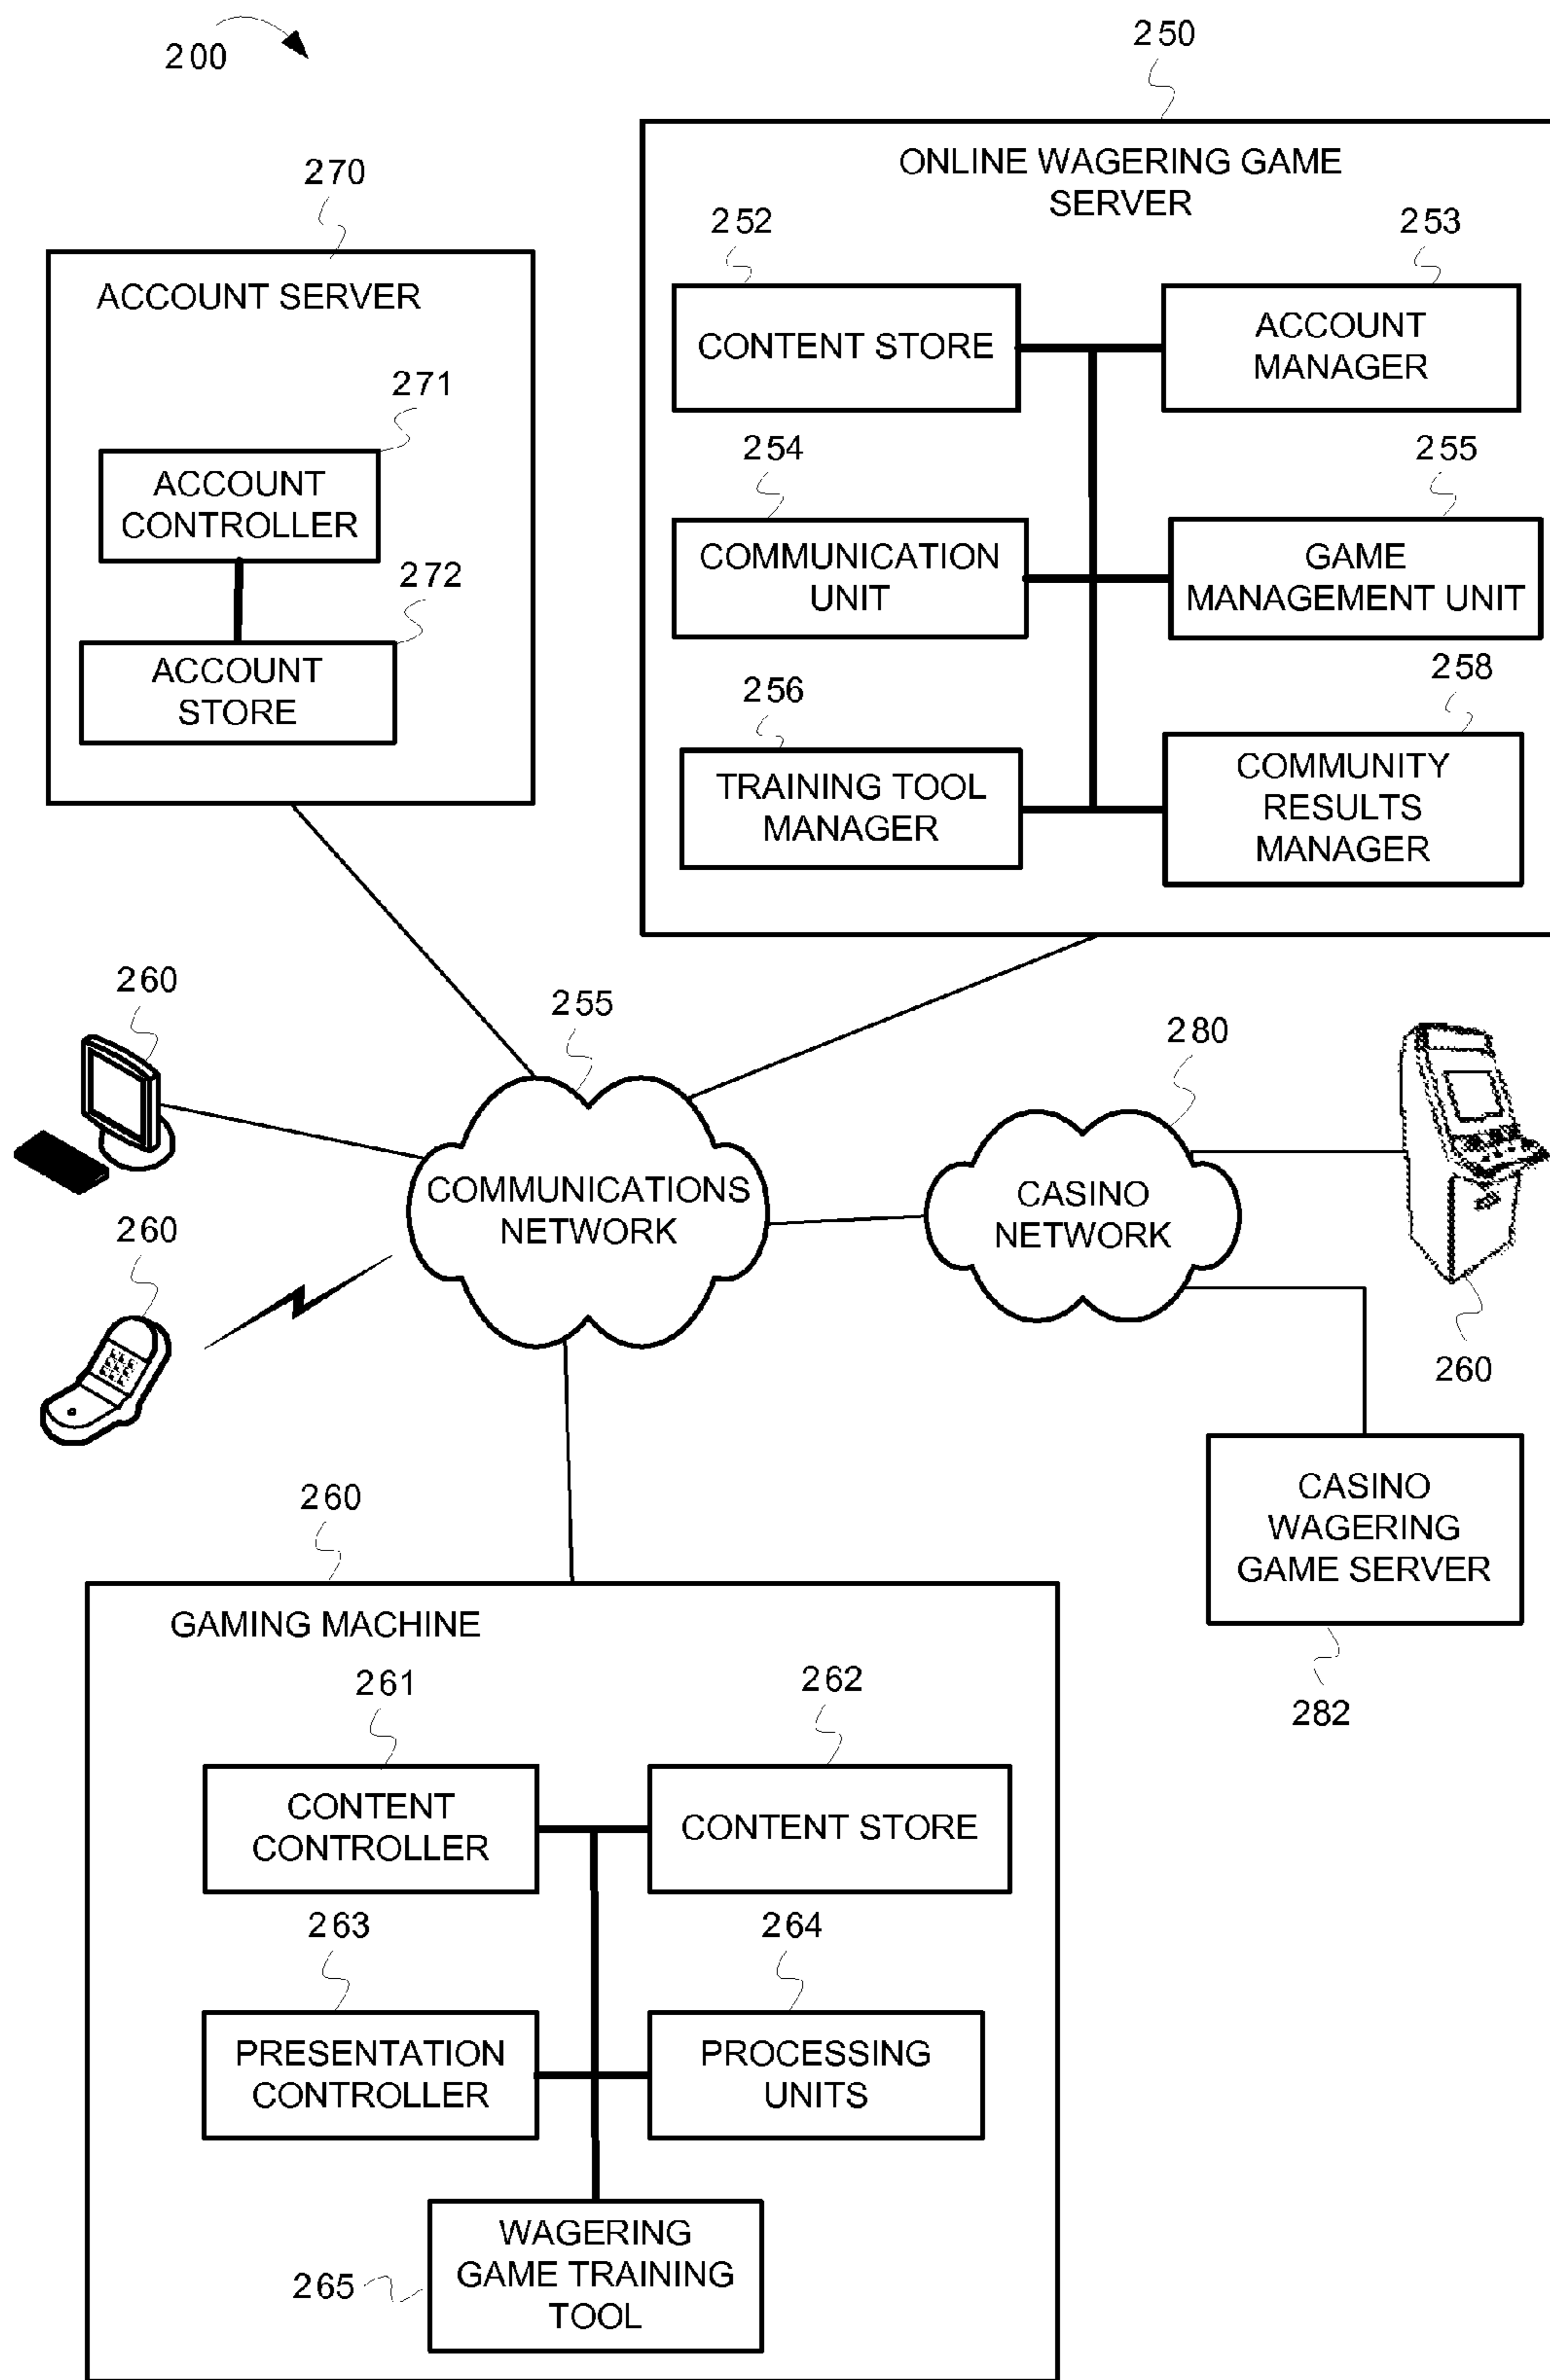 200
250
ONLINE WAGERING GAME
SERVER
270
ACCOUNT SERVER
252
253
CONTENT STORE
ACCOUNT
MANAGER
271
ACCOUNT
CONTROLLER
254
255
COMMUNICATION
UNIT
GAME
MANAGEMENT UNIT
272
ACCOUNT
STORE
256
258
TRAINING TOOL
MANAGER
COMMUNITY
RESULTS
MANAGER
260
255
280
COMMUNICATIONS
NETWORK
CASINO
NETWORK
260
260
CASINO
WAGERING
GAME SERVER
282
260
GAMING MACHINE
261
262
CONTENT
CONTROLLER
CONTENT STORE
263
264
PRESENTATION
CONTROLLER
PROCESSING
UNITS
265
WAGERING
GAME TRAINING
TOOL